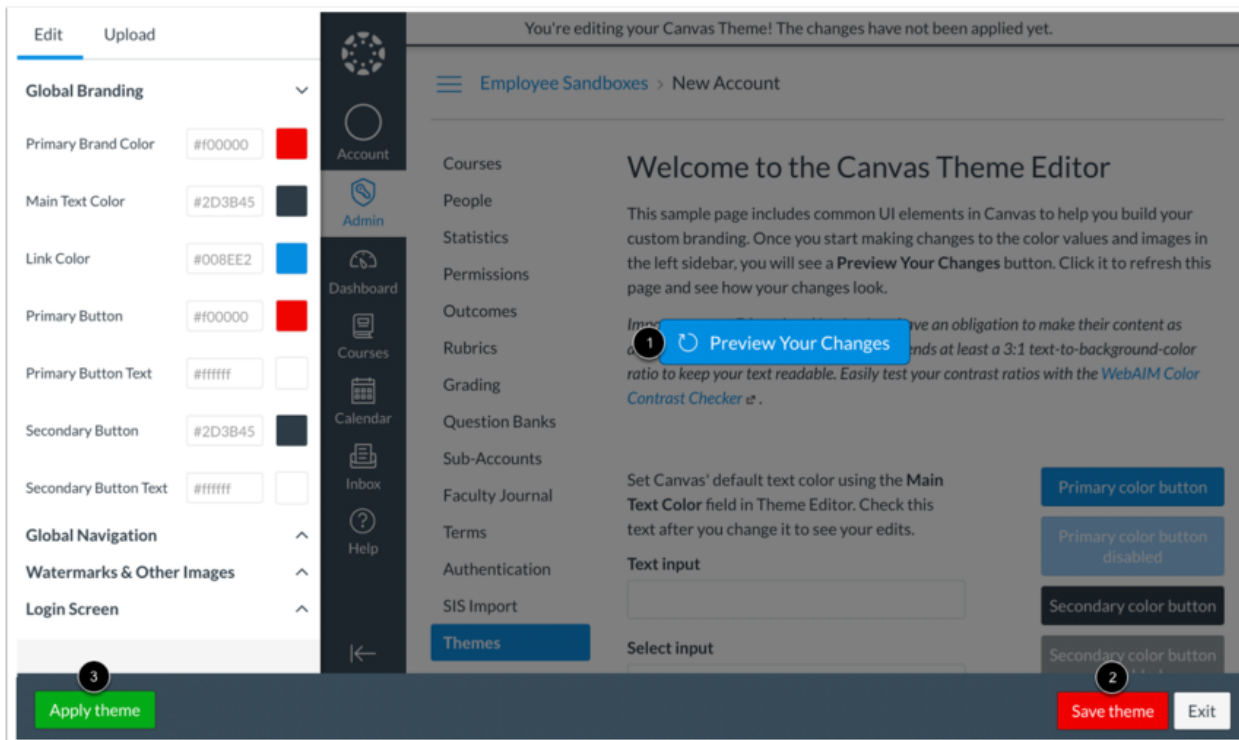 Edit Upload
You're editing your Canvas Theme! The changes have not been applied yet.
Global Branding
Primary Brand Color #f00000
Main Text Color #2D3B45
Link Color #008EE2
Primary Button #f00000
Primary Button Text #ffffff
Secondary Button #2D3B45
Secondary Button Text #ffffff
Global Navigation
Watermarks & Other Images
Login Screen
Account
Admin
Dashboard
Courses
Calendar
Inbox
Help
Employee Sandboxes > New Account
Courses
People
Statistics
Permissions
Outcomes
Rubrics
Grading
Question Banks
Sub-Accounts
Faculty Journal
Terms
Authentication
SIS Import
Themes
Welcome to the Canvas Theme Editor
This sample page includes common UI elements in Canvas to help you build your
custom branding. Once you start making changes to the color values and images in
the left sidebar, you will see a Preview Your Changes button. Click it to refresh this
page and see how your changes look.
an obligation to make their content as
1 Preview Your Changes
at least a 3:1 text-to-background-color
ratio to keep your text readable. Easily test your contrast ratios with the WebAIM Color
Contrast Checker .
Set Canvas' default text color using the Main
Text Color field in Theme Editor. Check this
text after you change it to see your edits.
Text input
Select input
Primary color button
Primary color button
disabled
Secondary color button
Secondary color button
3
Apply theme
2
Save theme Exit